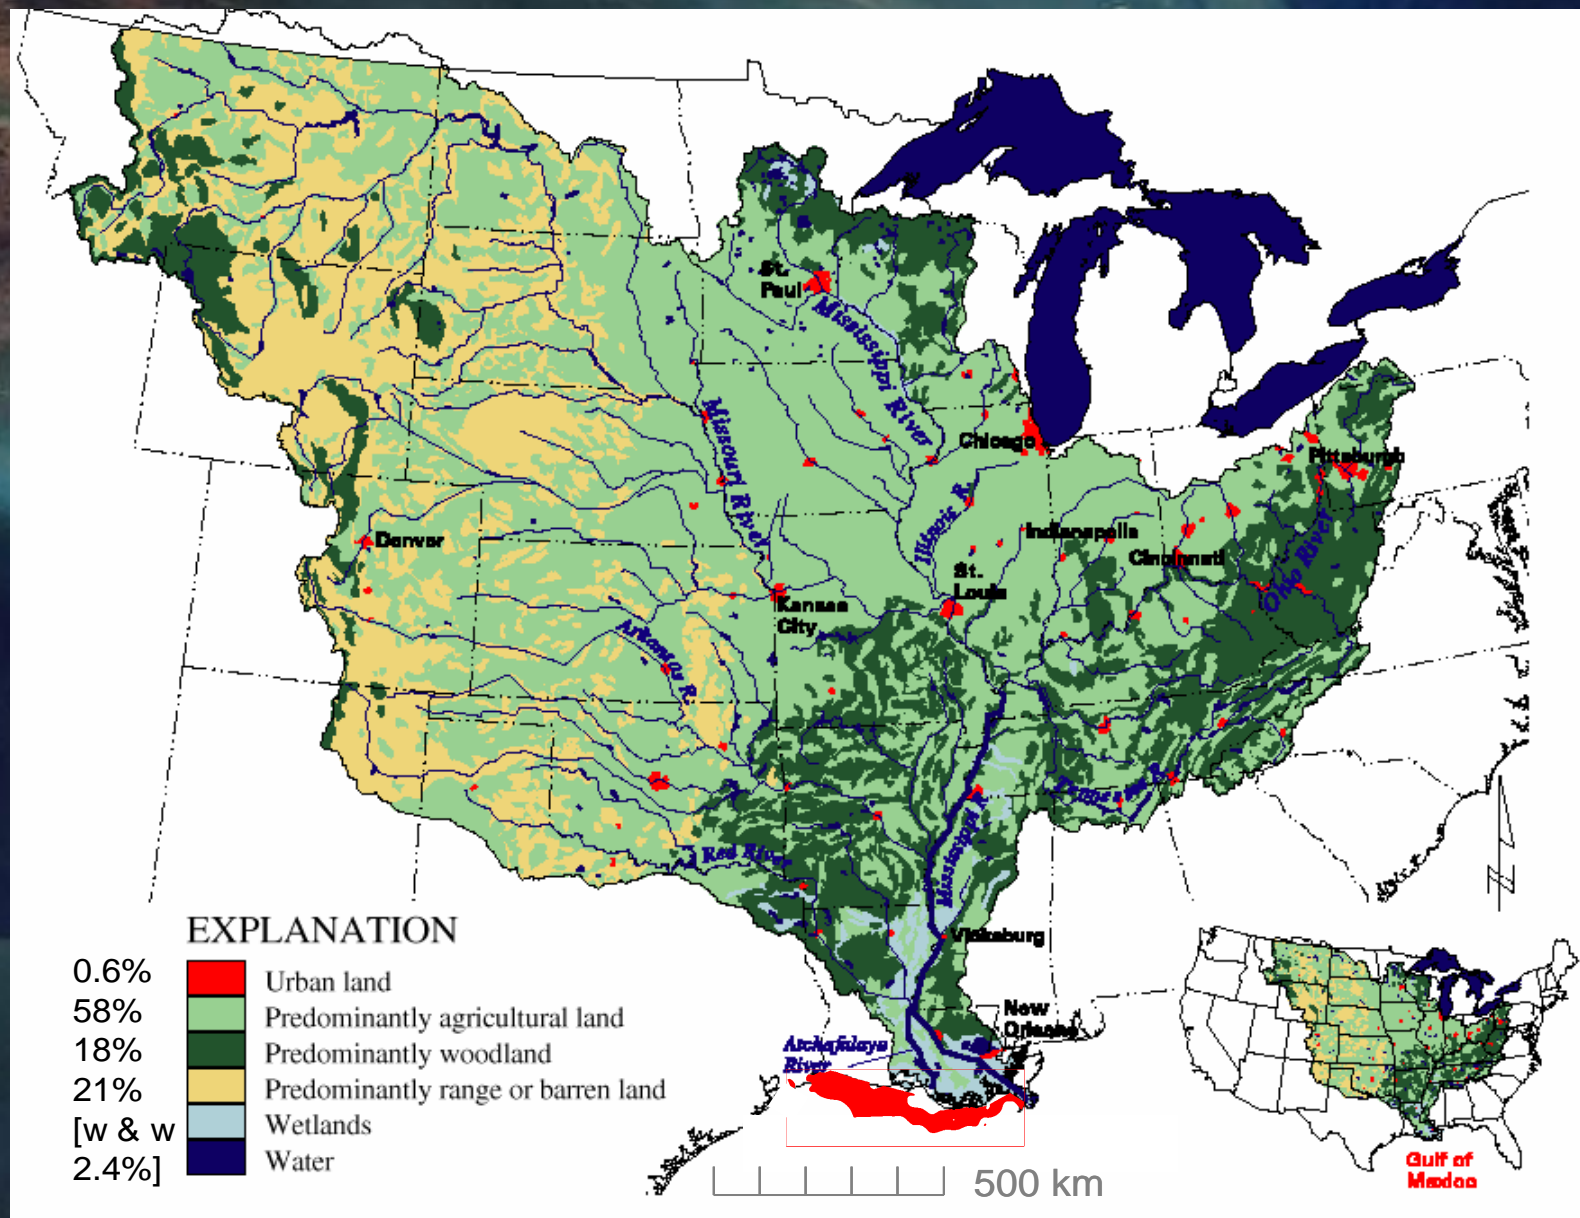 St.
Paul
Mississippi River
Missouri River
Chicago
Pittsburgh
Illinois R.
Indianapolis
Cincinnati
Ohio River
Denver
St.
Louis
Kansas
City
Arkansas R.
Tennessee R.
Mississippi R.
Red River
Vicksburg
New
Orleans
Atchafalaya
River
EXPLANATION
0.6% Urban land
58% Predominantly agricultural land
18% Predominantly woodland
21% Predominantly range or barren land
[w & w Wetlands
2.4%] Water
500 km
Gulf of
Mexico